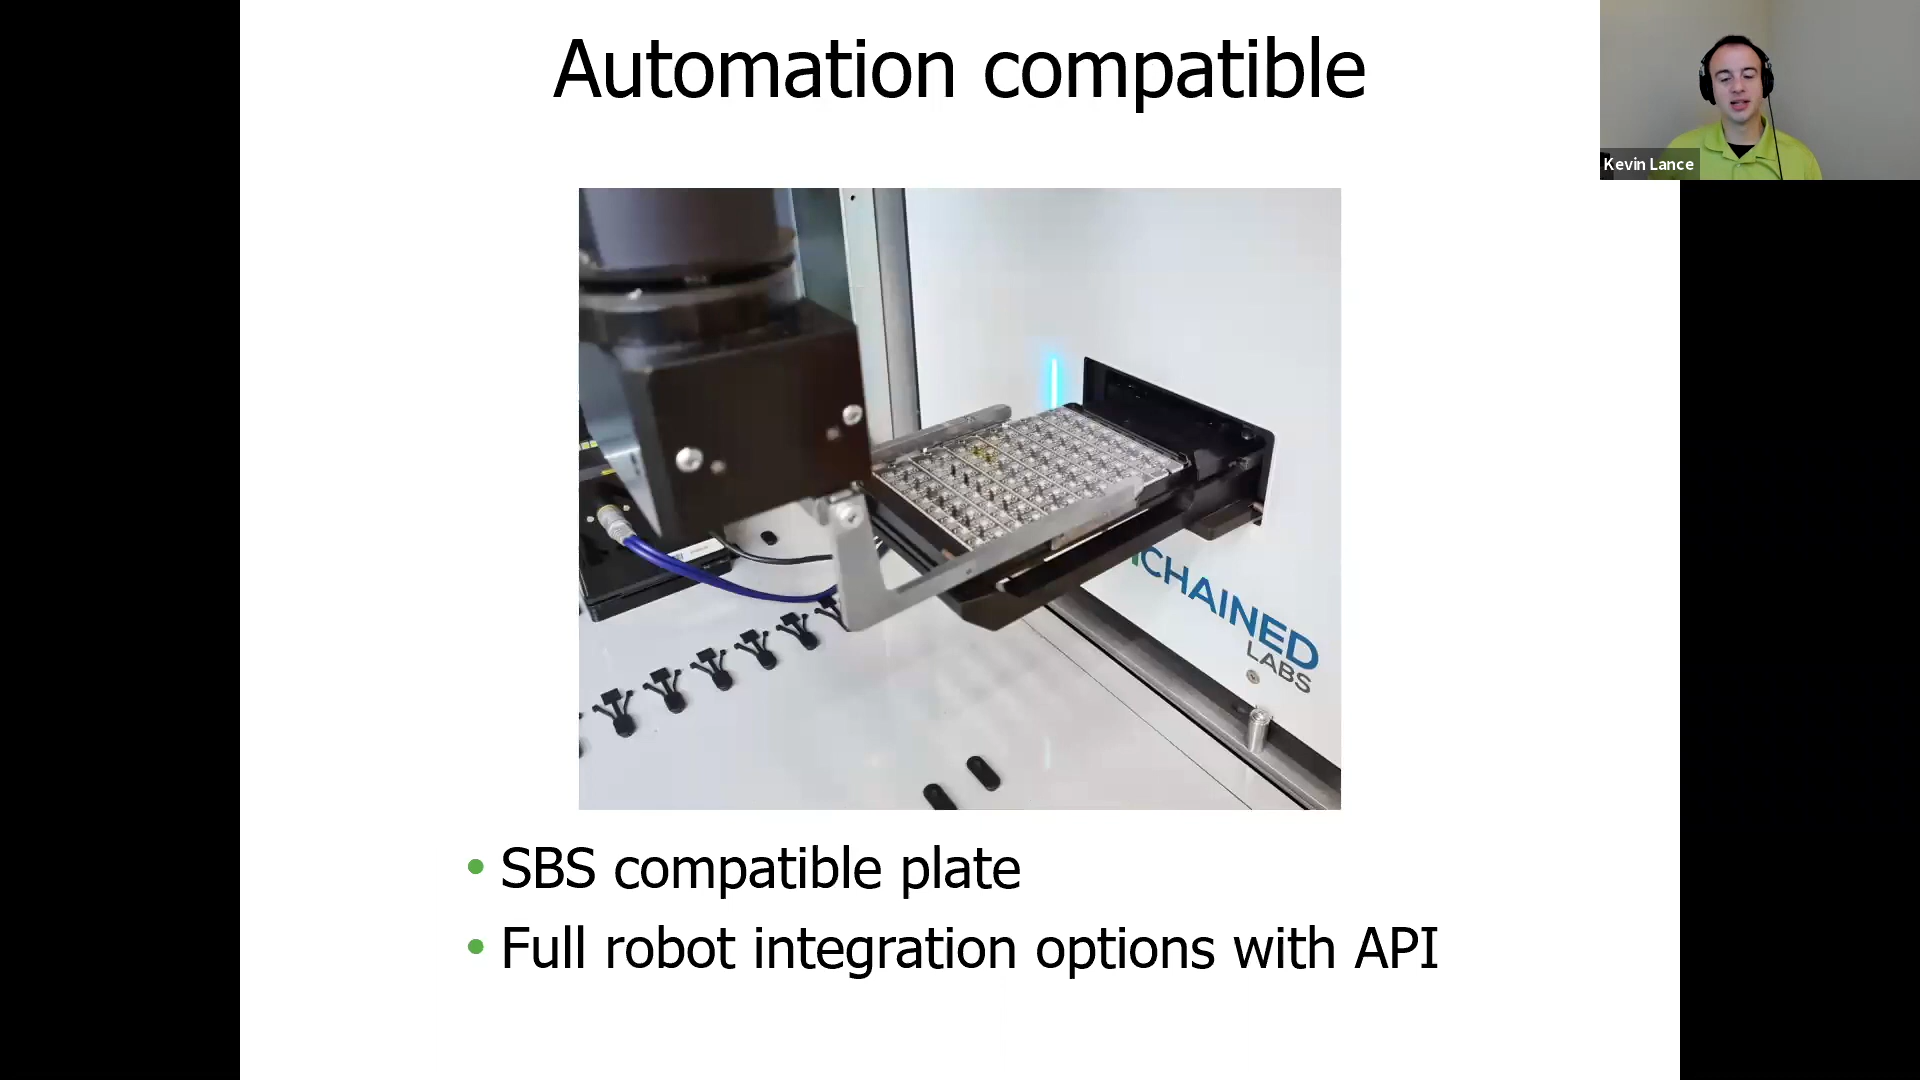 Automation compatible
Kevin Lance
CHAINED
LABS
• SBS compatible plate
• Full robot integration options with API